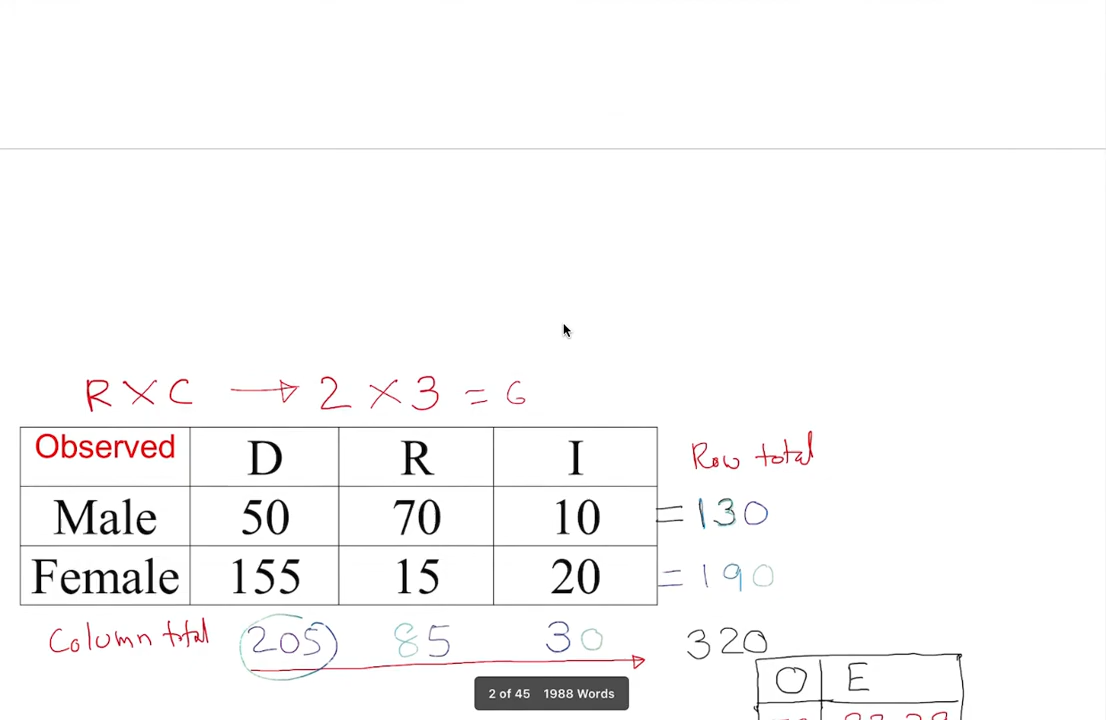 R X C → 2 X 3 = 6
Observed D R I Row total
Male 50 70 10 = 130
Female 155 15 20 = 190
Column total 205 85 30 320
O E
2 of 45 1988 Words